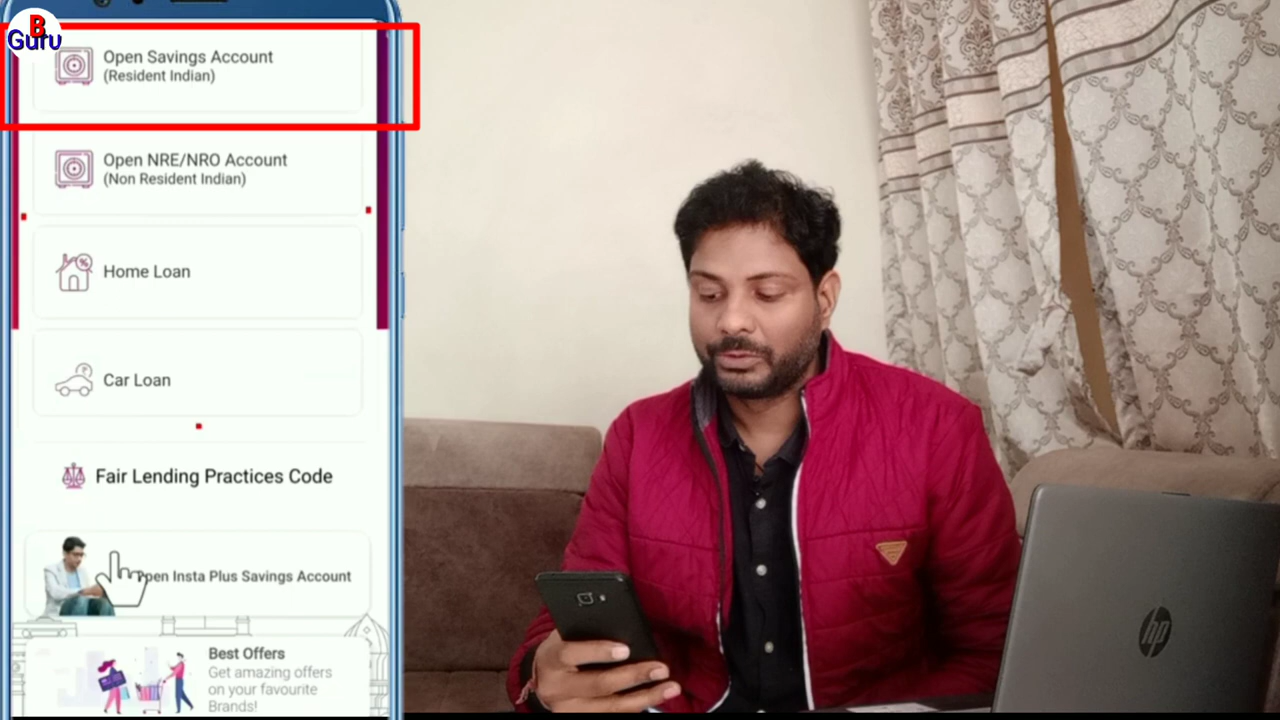 B
Guru
Open Savings Account
(Resident Indian)
Open NRE/NRO Account
(Non Resident Indian)
Home Loan
Car Loan
Fair Lending Practices Code
Open Insta Plus Savings Account
Best Offers
Get amazing offers
on your favourite
Brands!
hp